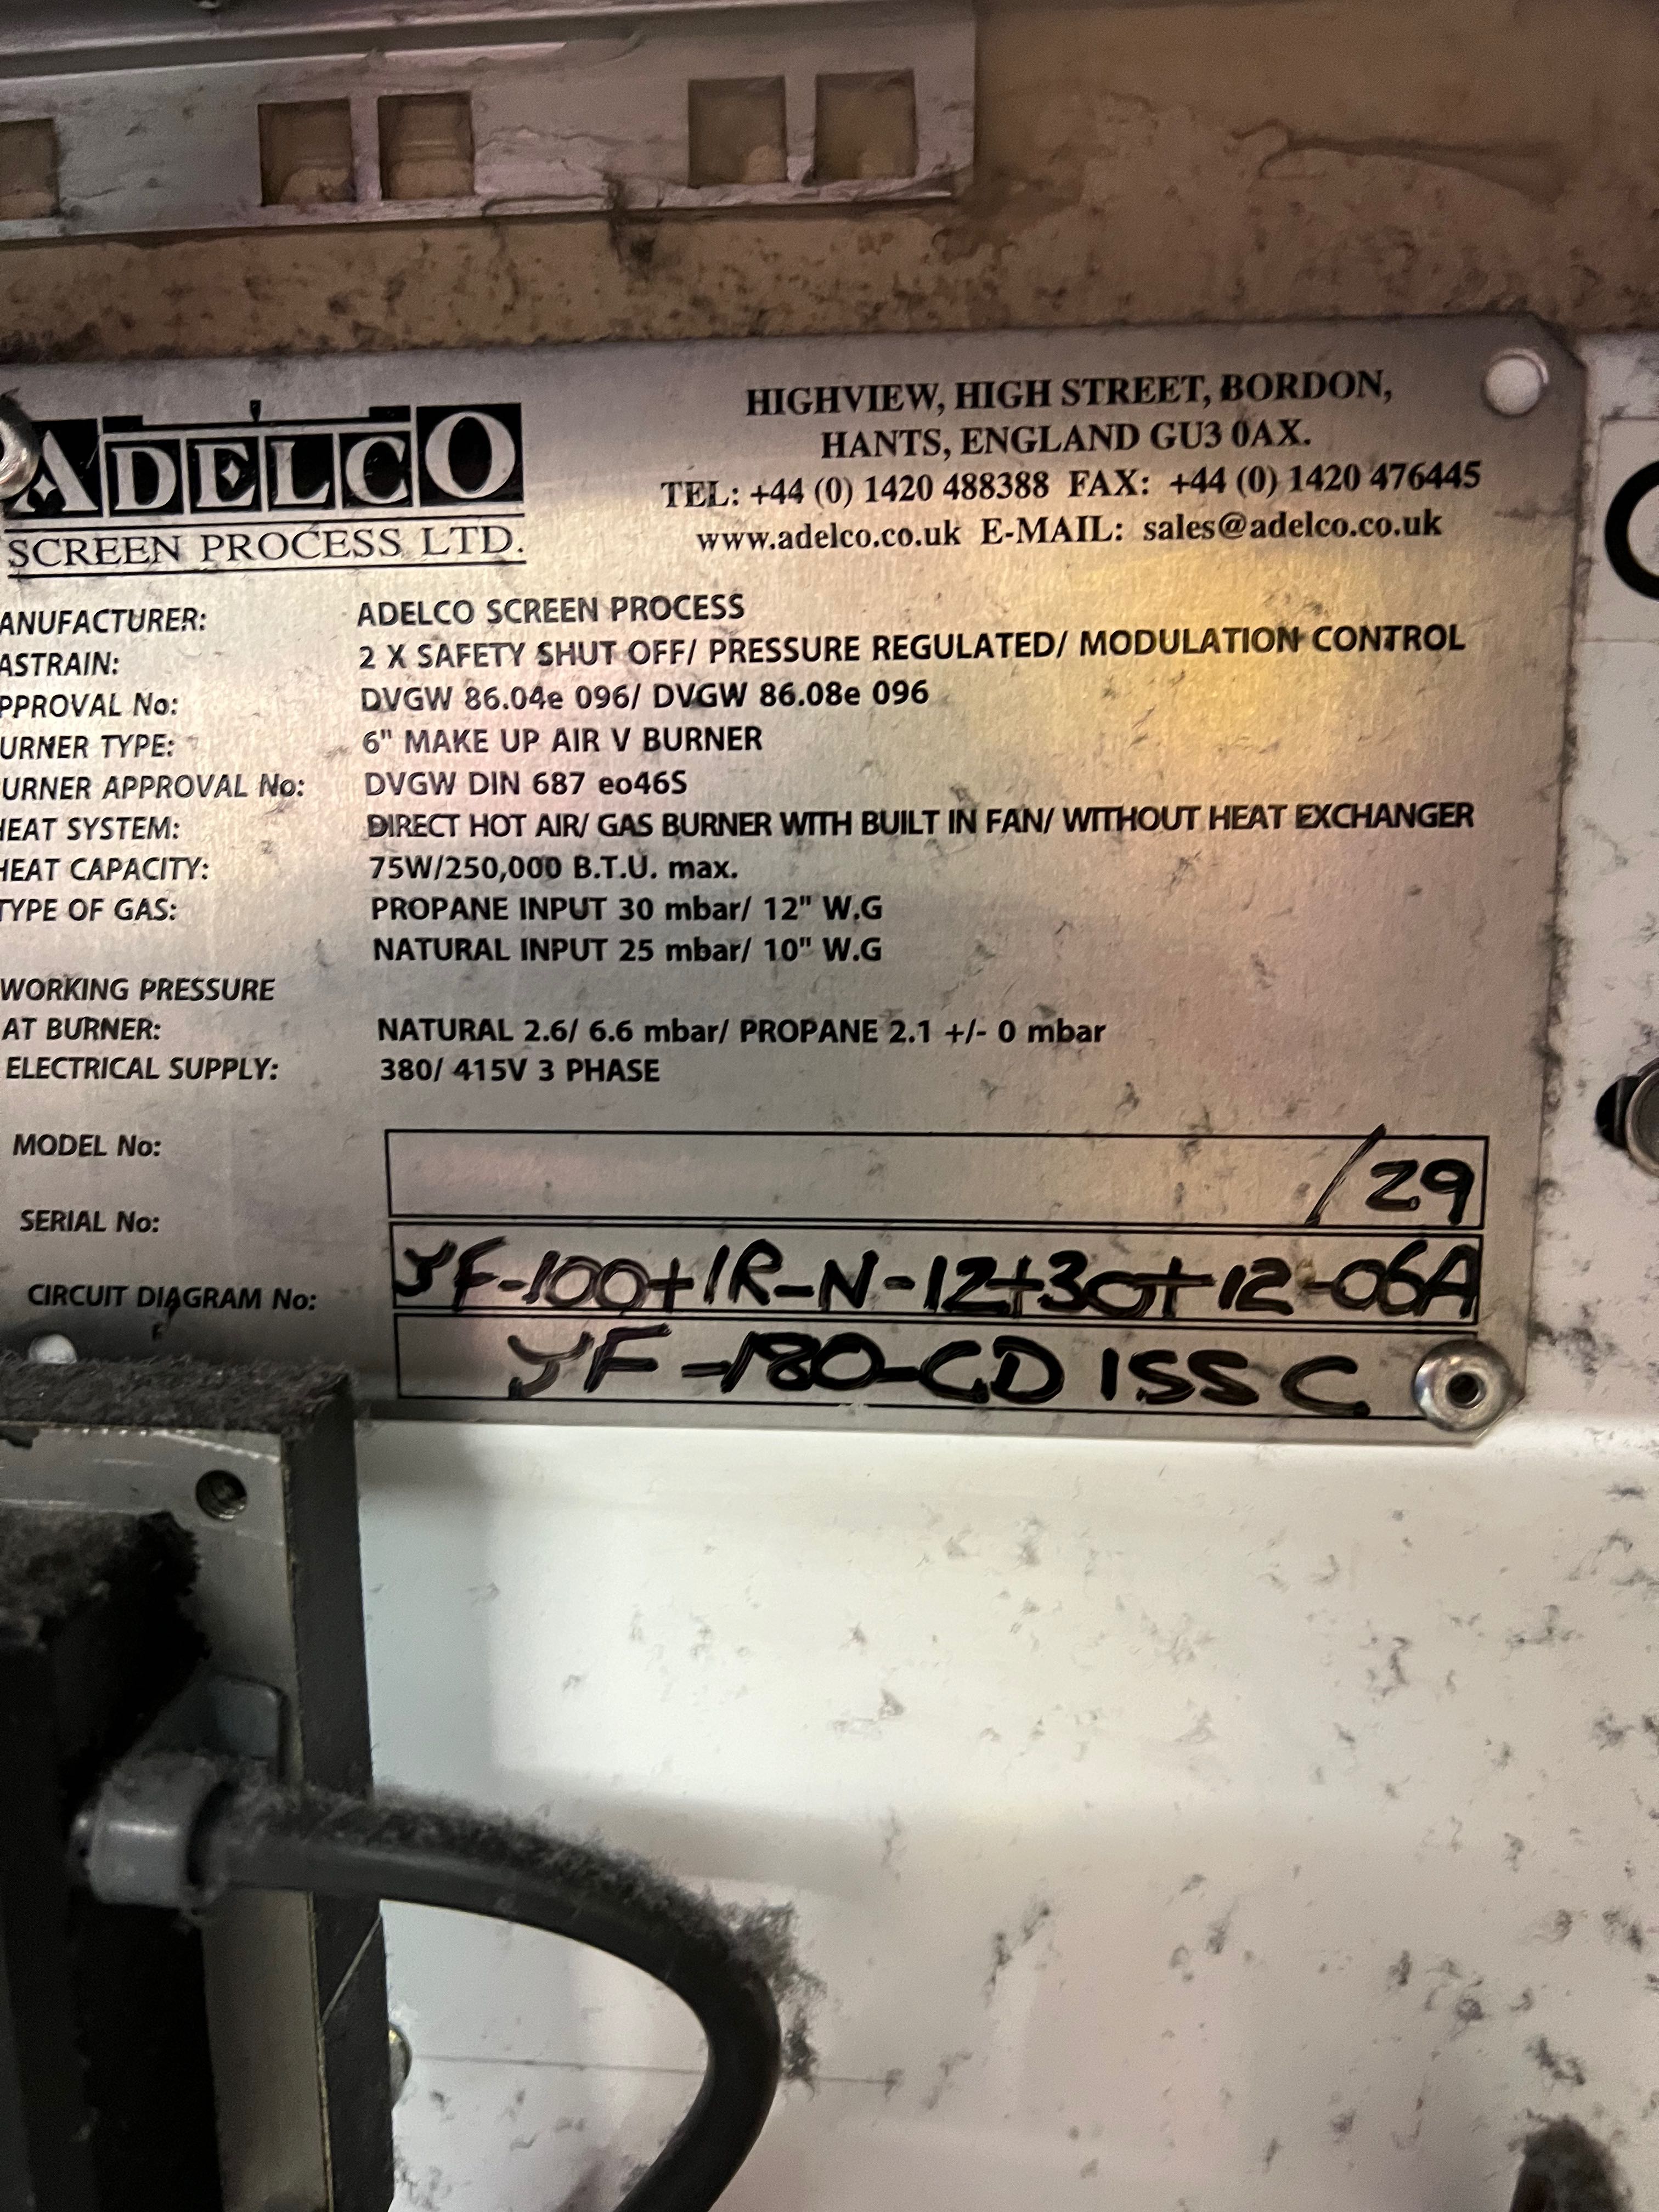 ADELCO
SCREEN PROCESS LTD.
HIGHVIEW, HIGH STREET, BORDON,
HANTS, ENGLAND GU3 0AX.
TEL: +44 (0) 1420 488388 FAX: +44 (0) 1420 476445
www.adelco.co.uk E-MAIL: sales@adelco.co.uk
ANUFACTURER: ADELCO SCREEN PROCESS
ASTRAIN: 2 X SAFETY SHUT OFF/ PRESSURE REGULATED/ MODULATION CONTROL
PPROVAL No: DVGW 86.04e 096/ DVGW 86.08e 096
URNER TYPE: 6" MAKE UP AIR V BURNER
URNER APPROVAL No: DVGW DIN 687 eo46S
HEAT SYSTEM: DIRECT HOT AIR/ GAS BURNER WITH BUILT IN FAN/ WITHOUT HEAT EXCHANGER
HEAT CAPACITY: 75W/250,000 B.T.U. max.
TYPE OF GAS: PROPANE INPUT 30 mbar/ 12" W.G
NATURAL INPUT 25 mbar/ 10" W.G
WORKING PRESSURE
AT BURNER: NATURAL 2.6/ 6.6 mbar/ PROPANE 2.1 +/- 0 mbar
ELECTRICAL SUPPLY: 380/ 415V 3 PHASE
MODEL No: /29
SERIAL No: JF-100+IR-N-12+30+12-06A
CIRCUIT DIAGRAM No: JF-180-CD ISS C